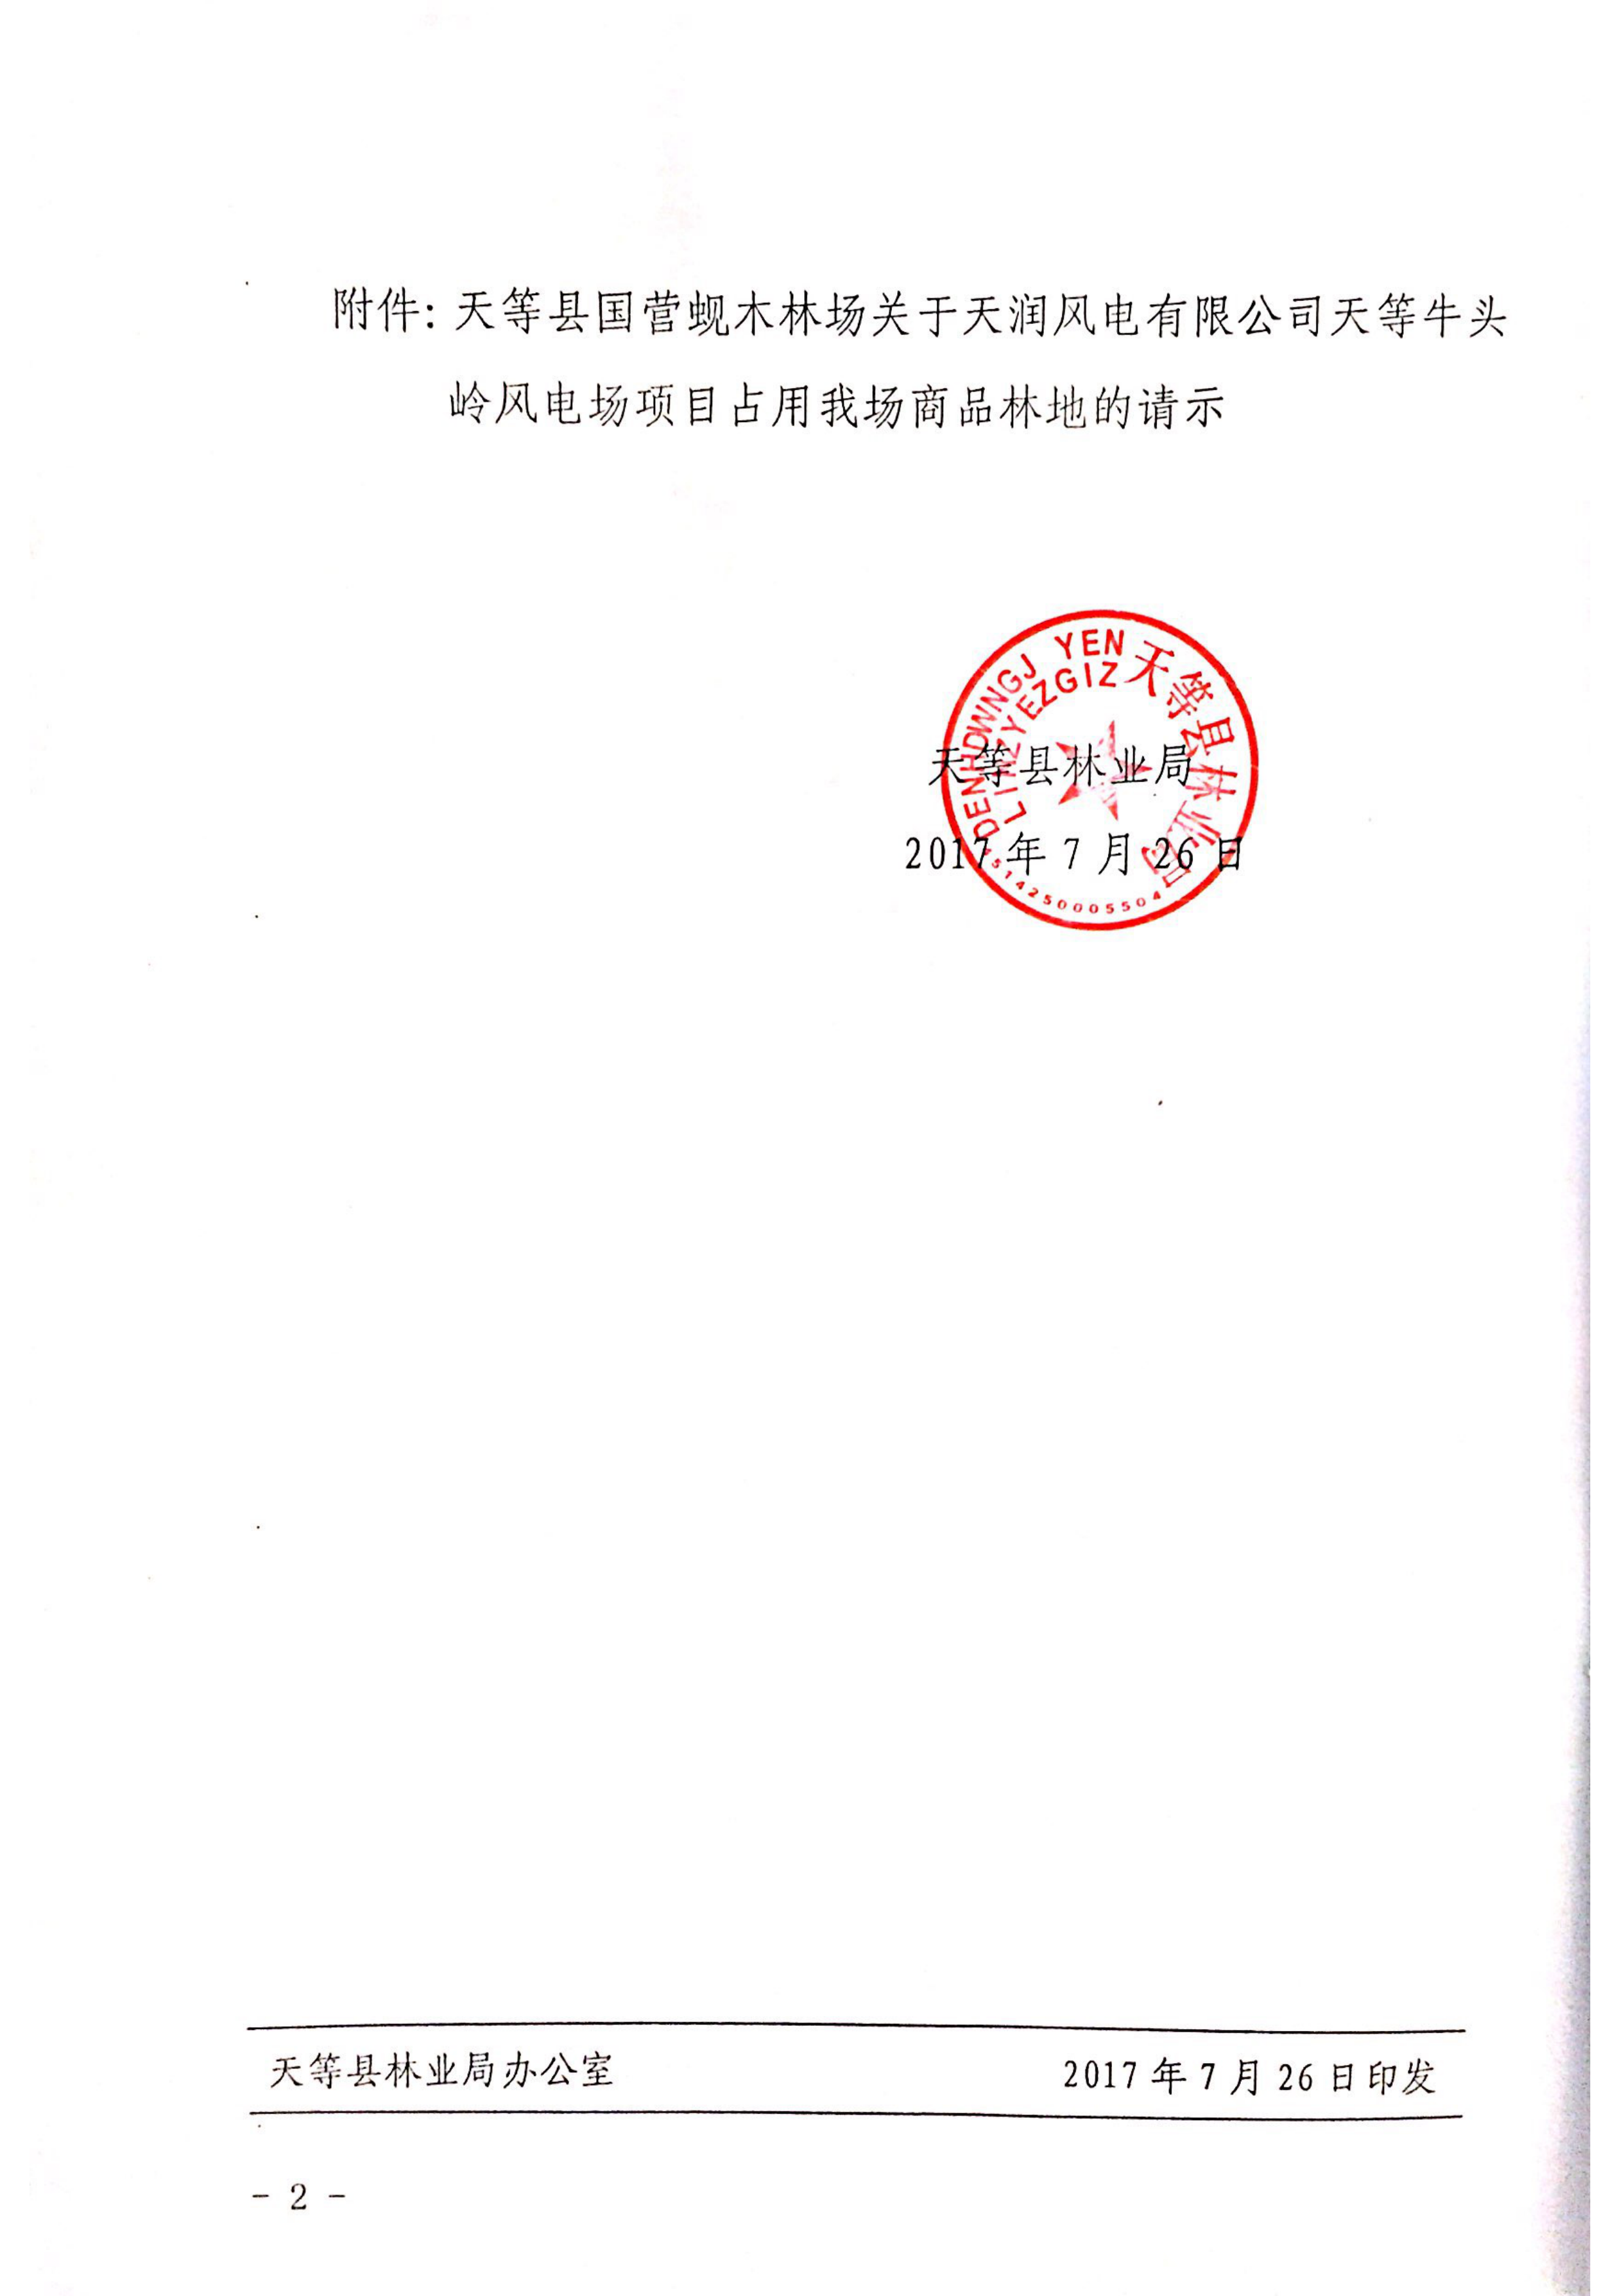 附件: 天等县国营蚬木林场关于天润风电有限公司天等牛头
岭风电场项目占用我场商品林地的请示
DENHDWNGJ YEN 天等县林业局
LINZYEZGIZ
天等县林业局
2017 年 7 月 26 日
4514250005504
天等县林业局办公室 2017 年 7 月 26 日印发
- 2 -